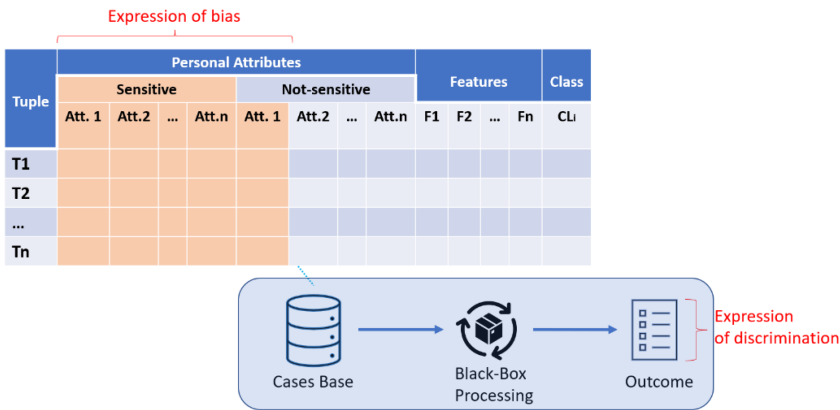 Expression of bias
Tuple Personal Attributes Features Class
Sensitive Not-sensitive
Att. 1 Att.2 ... Att.n Att. 1 Att.2 ... Att.n F1 F2 ... Fn CLi
T1
T2
...
Tn
Cases Base
Black-Box
Processing
Outcome
Expression
of discrimination